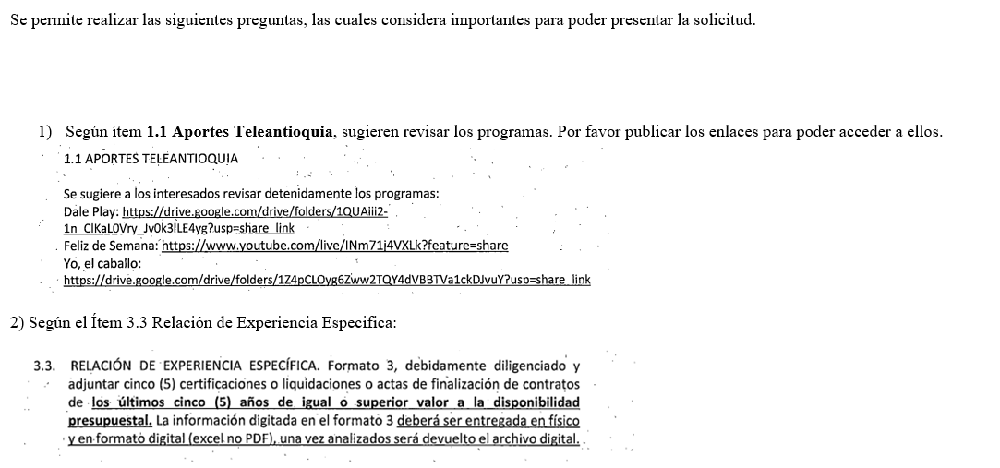 Se permite realizar las siguientes preguntas, las cuales considera importantes para poder presentar la solicitud.
1) Según ítem 1.1 Aportes Teleantioquia, sugieren revisar los programas. Por favor publicar los enlaces para poder acceder a ellos.
1.1 APORTES TELEANTIOQUIA
Se sugiere a los interesados revisar detenidamente los programas:
Dale Play: https://drive.google.com/drive/folders/1QUAiii2-
1n_ClKaL0Vry_Jv0k3ILE4yg?usp=share_link
Feliz de Semana: https://www.youtube.com/live/INm71j4VXLk?feature=share
Yo, el caballo:
https://drive.google.com/drive/folders/1Z4pCLOyg6Zww2TQY4dVBBTVa1ckDJvuY?usp=share_link
2) Según el Ítem 3.3 Relación de Experiencia Especifica:
3.3. RELACIÓN DE EXPERIENCIA ESPECÍFICA. Formato 3, debidamente diligenciado y
adjuntar cinco (5) certificaciones o liquidaciones o actas de finalización de contratos
de los últimos cinco (5) años de igual o superior valor a la disponibilidad
presupuestal. La información digitada en el formato 3 deberá ser entregada en físico
y en formato digital (excel no PDF), una vez analizados será devuelto el archivo digital.